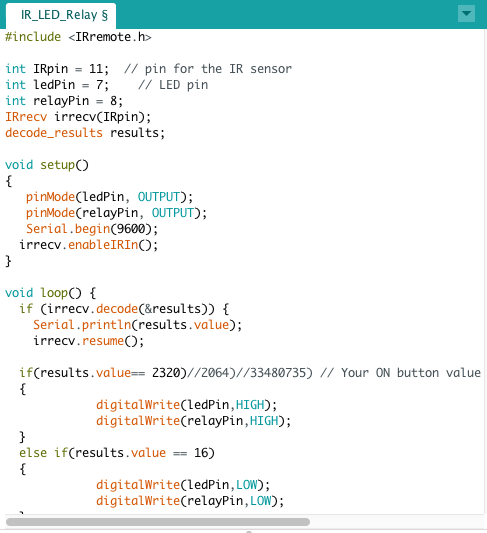 IR_LED_Relay §
#include <IRremote.h>
int IRpin = 11;  // pin for the IR sensor
int ledPin = 7;    // LED pin
int relayPin = 8;
IRrecv irrecv(IRpin);
decode_results results;
void setup()
{
   pinMode(ledPin, OUTPUT);
   pinMode(relayPin, OUTPUT);
   Serial.begin(9600);
  irrecv.enableIRIn();
}
void loop() {
  if (irrecv.decode(&results)) {
    Serial.println(results.value);
    irrecv.resume();
  if(results.value== 2320)//2064)//33480735) // Your ON button value
  {
             digitalWrite(ledPin,HIGH);
             digitalWrite(relayPin,HIGH);
  }
  else if(results.value == 16)
  {
             digitalWrite(ledPin,LOW);
             digitalWrite(relayPin,LOW);
  }